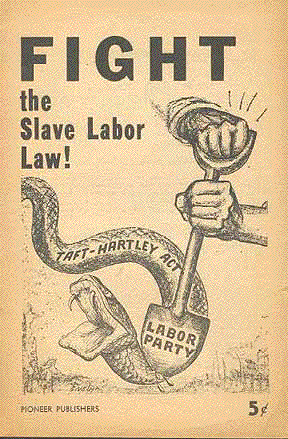 FIGHT
the
Slave Labor
Law!
TAFT-HARTLEY ACT
LABOR
PARTY
PIONEER PUBLISHERS
5¢